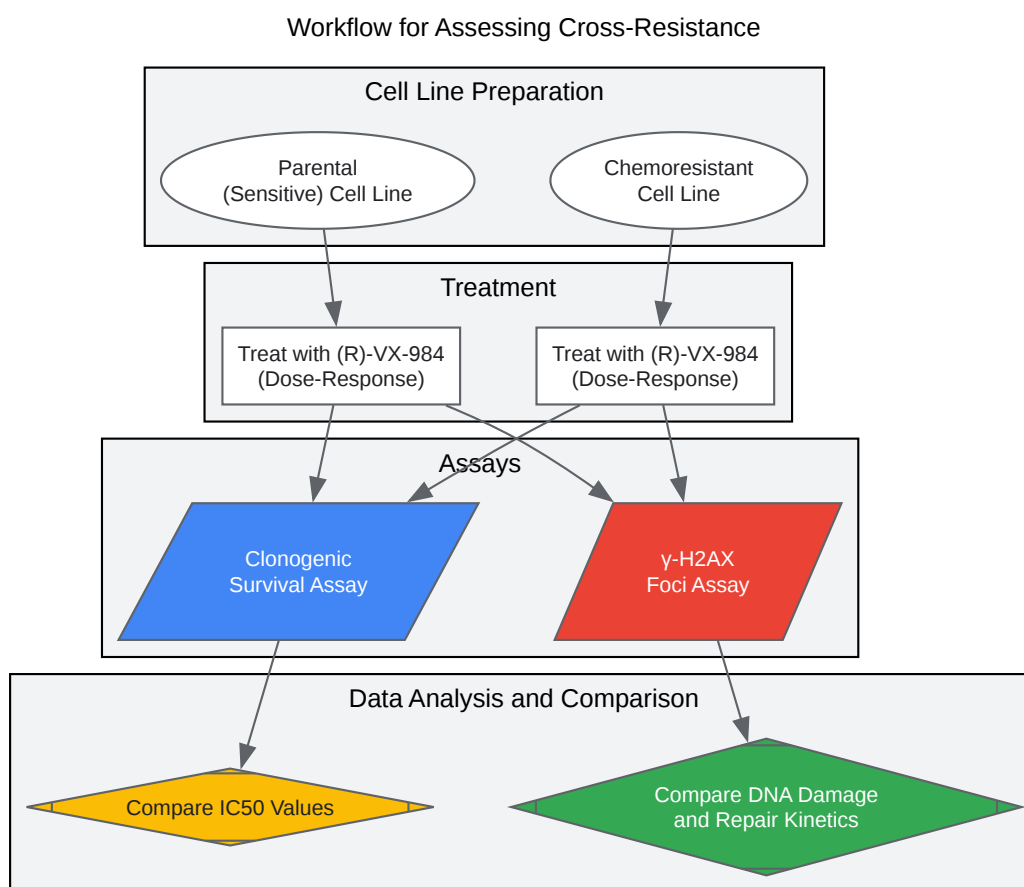 Workflow for Assessing Cross-Resistance
Cell Line Preparation
Parental
(Sensitive) Cell Line
Chemoresistant
Cell Line
Treatment
Treat with (R)-VX-984
(Dose-Response)
Treat with (R)-VX-984
(Dose-Response)
Assays
Clonogenic
Survival Assay
γ-H2AX
Foci Assay
Data Analysis and Comparison
Compare IC50 Values
Compare DNA Damage
and Repair Kinetics